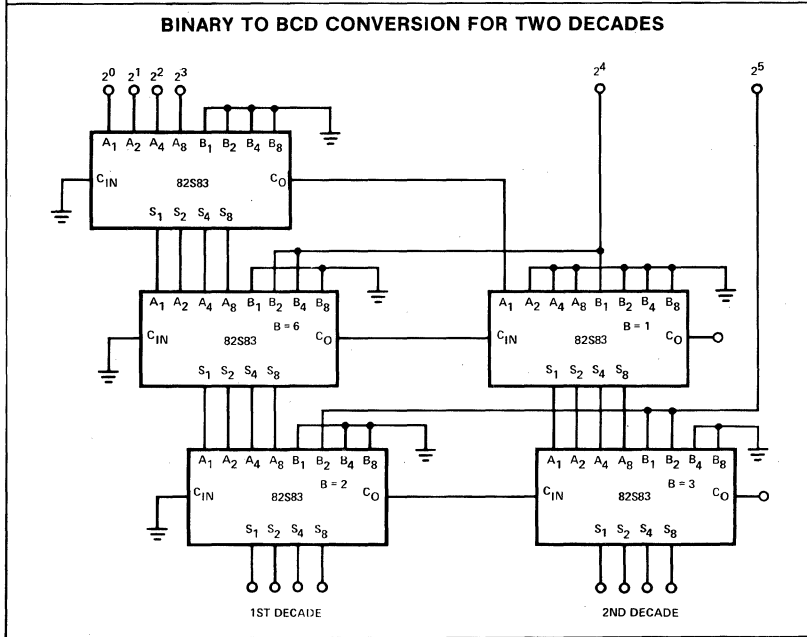 BINARY TO BCD CONVERSION FOR TWO DECADES
2⁰ 2¹ 2² 2³ 2⁴ 2⁵
A₁ A₂ A₄ A₈ B₁ B₂ B₄ B₈
C_IN 82S83 C_O
S₁ S₂ S₄ S₈
A₁ A₂ A₄ A₈ B₁ B₂ B₄ B₈
B = 6
C_IN 82S83 C_O
S₁ S₂ S₄ S₈
A₁ A₂ A₄ A₈ B₁ B₂ B₄ B₈
B = 1
C_IN 82S83 C_O
S₁ S₂ S₄ S₈
A₁ A₂ A₄ A₈ B₁ B₂ B₄ B₈
B = 2
C_IN 82S83 C_O
S₁ S₂ S₄ S₈
1ST DECADE
A₁ A₂ A₄ A₈ B₁ B₂ B₄ B₈
B = 3
C_IN 82S83 C_O
S₁ S₂ S₄ S₈
2ND DECADE